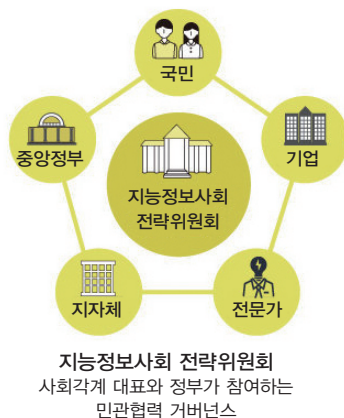 국민
중앙정부
기업
지능정보사회
전략위원회
지자체
전문가
지능정보사회 전략위원회
사회각계 대표와 정부가 참여하는
민관협력 거버넌스